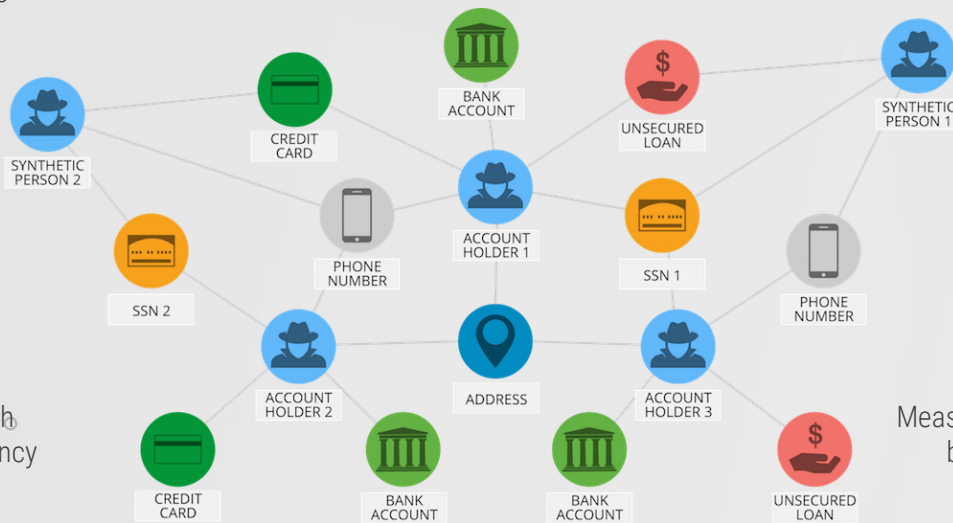 BANK
ACCOUNT
SYNTHETIC
PERSON 1
UNSECURED
LOAN
CREDIT
CARD
SYNTHETIC
PERSON 2
ACCOUNT
HOLDER 1
PHONE
NUMBER
SSN 1
SSN 2
PHONE
NUMBER
ADDRESS
ACCOUNT
HOLDER 2
ACCOUNT
HOLDER 3
h
ncy
Meas
b
CREDIT
CARD
BANK
ACCOUNT
BANK
ACCOUNT
UNSECURED
LOAN
$
$